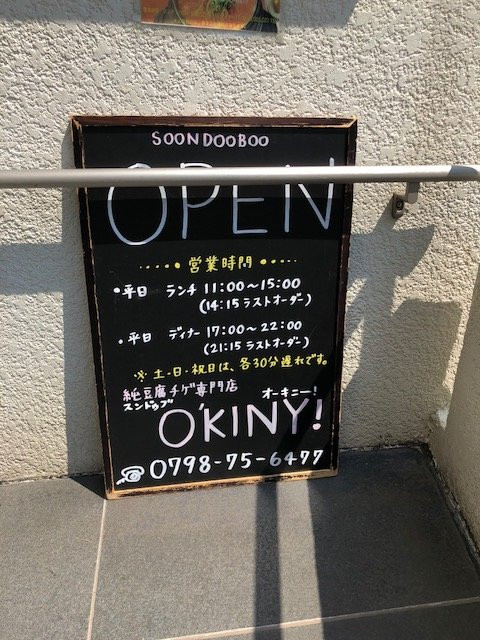 SOONDOOBOO
OPEN
営業時間
・平日 ランチ 11:00〜15:00
(14:15 ラストオーダー)
・平日 ディナー 17:00〜22:00
(21:15 ラストオーダー)
※ 土・日・祝日は、各30分遅れです。
純豆腐チゲ専門店
スンドゥブ
オーキニー!
O'KINY!
☎ 0798-75-6477